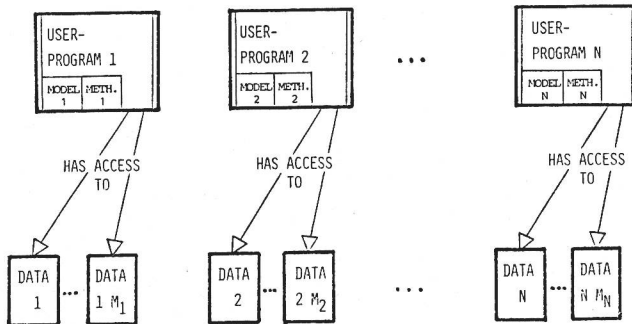 USER-
PROGRAM 1
MODEL 1
METH. 1
USER-
PROGRAM 2
MODEL 2
METH. 2
...
USER-
PROGRAM N
MODEL N
METH. N
HAS ACCESS
TO
HAS ACCESS
TO
HAS ACCESS
TO
DATA
1
...
DATA
1 M₁
DATA
2
...
DATA
2 M₂
...
DATA
N
...
DATA
N M_N